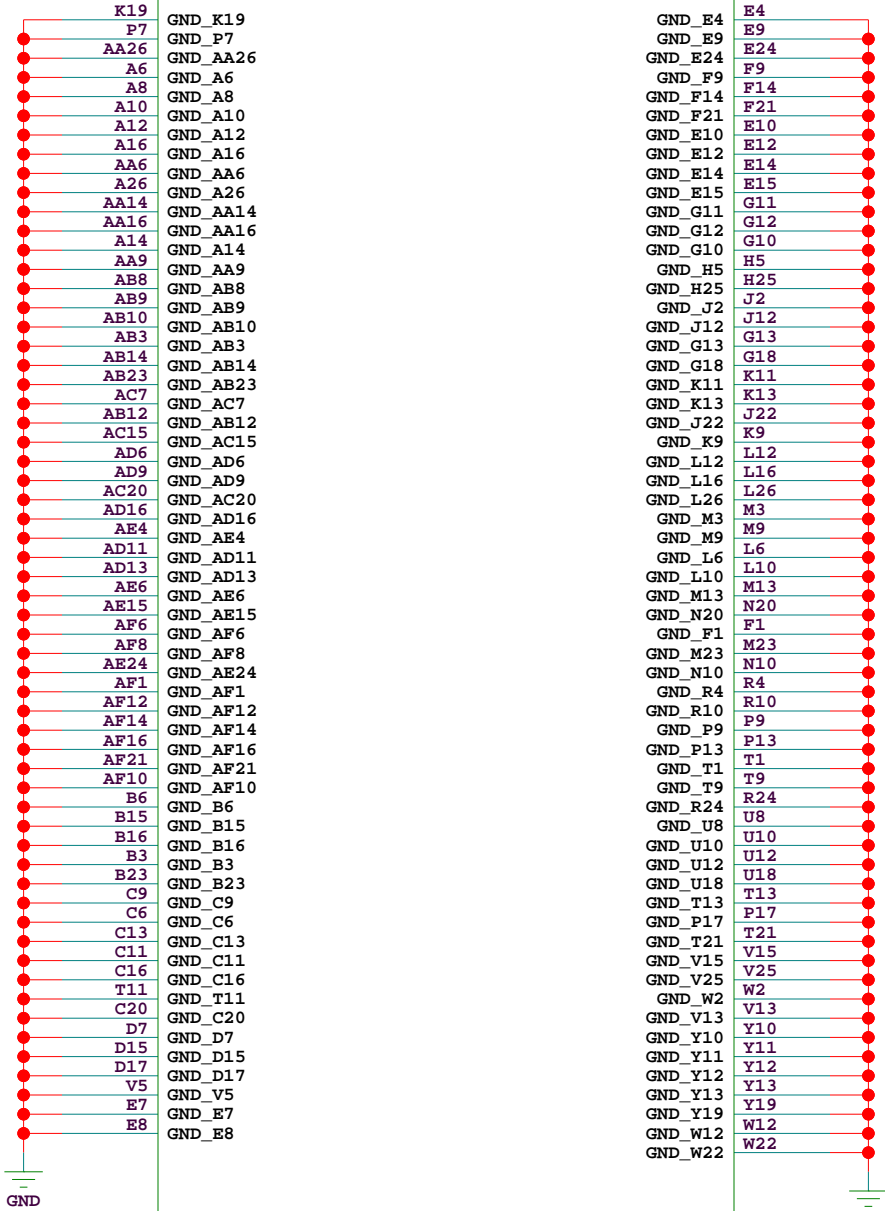 K19 GND_K19
P7 GND_P7
AA26 GND_AA26
A6 GND_A6
A8 GND_A8
A10 GND_A10
A12 GND_A12
A16 GND_A16
AA6 GND_AA6
A26 GND_A26
AA14 GND_AA14
AA16 GND_AA16
A14 GND_A14
AA9 GND_AA9
AB8 GND_AB8
AB9 GND_AB9
AB10 GND_AB10
AB3 GND_AB3
AB14 GND_AB14
AB23 GND_AB23
AC7 GND_AC7
AB12 GND_AB12
AC15 GND_AC15
AD6 GND_AD6
AD9 GND_AD9
AC20 GND_AC20
AD16 GND_AD16
AE4 GND_AE4
AD11 GND_AD11
AD13 GND_AD13
AE6 GND_AE6
AE15 GND_AE15
AF6 GND_AF6
AF8 GND_AF8
AE24 GND_AE24
AF1 GND_AF1
AF12 GND_AF12
AF14 GND_AF14
AF16 GND_AF16
AF21 GND_AF21
AF10 GND_AF10
B6 GND_B6
B15 GND_B15
B16 GND_B16
B3 GND_B3
B23 GND_B23
C9 GND_C9
C6 GND_C6
C13 GND_C13
C11 GND_C11
C16 GND_C16
T11 GND_T11
C20 GND_C20
D7 GND_D7
D15 GND_D15
D17 GND_D17
V5 GND_V5
E7 GND_E7
E8 GND_E8
GND
GND_E4 E4
GND_E9 E9
GND_E24 E24
GND_F9 F9
GND_F14 F14
GND_F21 F21
GND_E10 E10
GND_E12 E12
GND_E14 E14
GND_E15 E15
GND_G11 G11
GND_G12 G12
GND_G10 G10
GND_H5 H5
GND_H25 H25
GND_J2 J2
GND_J12 J12
GND_G13 G13
GND_G18 G18
GND_K11 K11
GND_K13 K13
GND_J22 J22
GND_K9 K9
GND_L12 L12
GND_L16 L16
GND_L26 L26
GND_M3 M3
GND_M9 M9
GND_L6 L6
GND_L10 L10
GND_M13 M13
GND_N20 N20
GND_F1 F1
GND_M23 M23
GND_N10 N10
GND_R4 R4
GND_R10 R10
GND_P9 P9
GND_P13 P13
GND_T1 T1
GND_T9 T9
GND_R24 R24
GND_U8 U8
GND_U10 U10
GND_U12 U12
GND_U18 U18
GND_T13 T13
GND_P17 P17
GND_T21 T21
GND_V15 V15
GND_V25 V25
GND_W2 W2
GND_V13 V13
GND_Y10 Y10
GND_Y11 Y11
GND_Y12 Y12
GND_Y13 Y13
GND_Y19 Y19
GND_W12 W12
GND_W22 W22